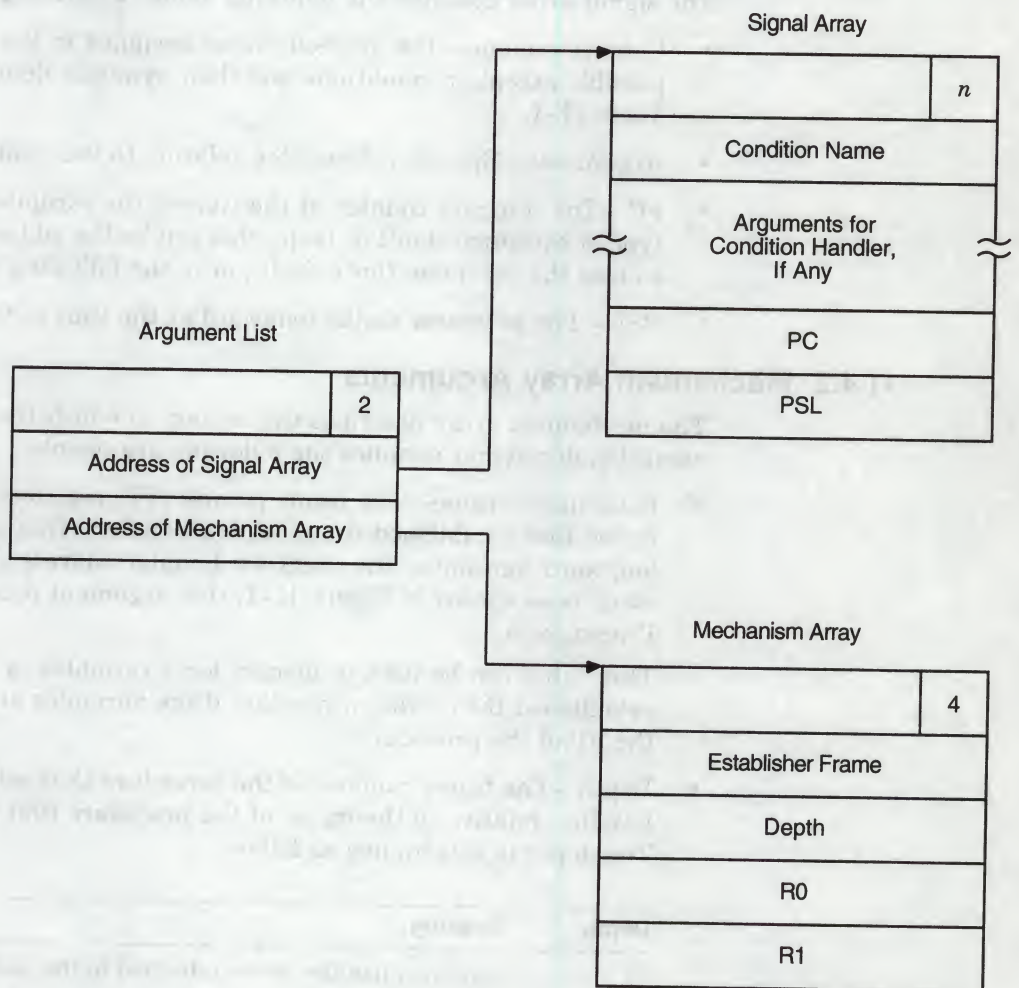 Signal Array
n
Condition Name
Arguments for
Condition Handler,
If Any
PC
PSL
Argument List
2
Address of Signal Array
Address of Mechanism Array
Mechanism Array
4
Establisher Frame
Depth
R0
R1